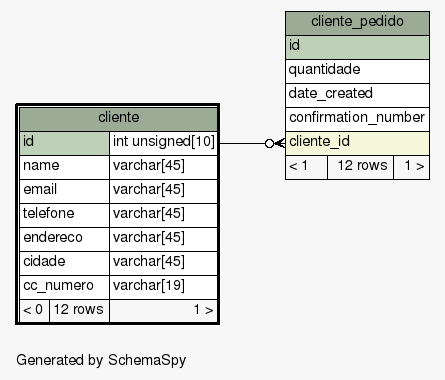 cliente_pedido
id
quantidade
date_created
confirmation_number
cliente_id
< 1 12 rows 1 >
cliente
id int unsigned[10]
name varchar[45]
email varchar[45]
telefone varchar[45]
endereco varchar[45]
cidade varchar[45]
cc_numero varchar[19]
< 0 12 rows 1 >
Generated by SchemaSpy